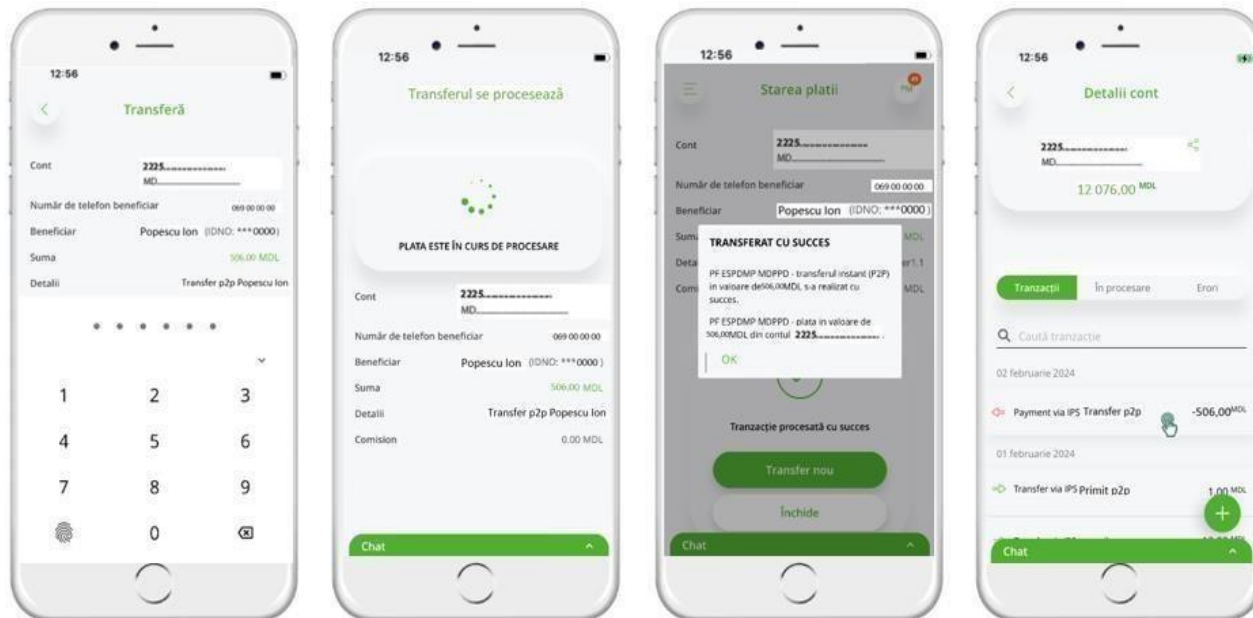 12:56
Transferă
Cont
2225
MD
Număr de telefon beneficiar 069 00 00 00
Beneficiar Popescu Ion (IDNO: ***0000)
Suma 506,00 MDL
Detalii Transfer p2p Popescu Ion
1 2 3
4 5 6
7 8 9
0
12:56
Transferul se procesează
PLATA ESTE ÎN CURS DE PROCESARE
Cont
2225
MD
Număr de telefon beneficiar 069 00 00 00
Beneficiar Popescu Ion (IDNO: ***0000)
Suma 506,00 MDL
Detalii Transfer p2p Popescu Ion
Comision 0.00 MDL
Chat
12:56
Starea platii
Cont
2225
MD
Număr de telefon beneficiar 069 00 00 00
Beneficiar Popescu Ion (IDNO: ***0000)
MDL
TRANSFERAT CU SUCCES
PF ESPDMP MDPPD - transferul instant (P2P)
in valoare de506,00MDL s-a realizat cu
succes.
PF ESPDMP MDPPD - plata in valoare de
506,00MDL din contul 2225
OK
MDL
Tranzacție procesată cu succes
Transfer nou
Închide
Chat
12:56
Detalii cont
2225
MD
12 076,00 MDL
Tranzacții În procesare Erori
Caută tranzacție
02 februarie 2024
Payment via IPS Transfer p2p -506,00 MDL
01 februarie 2024
Transfer via IPS Primit p2p 1,00 MDL
+
Chat